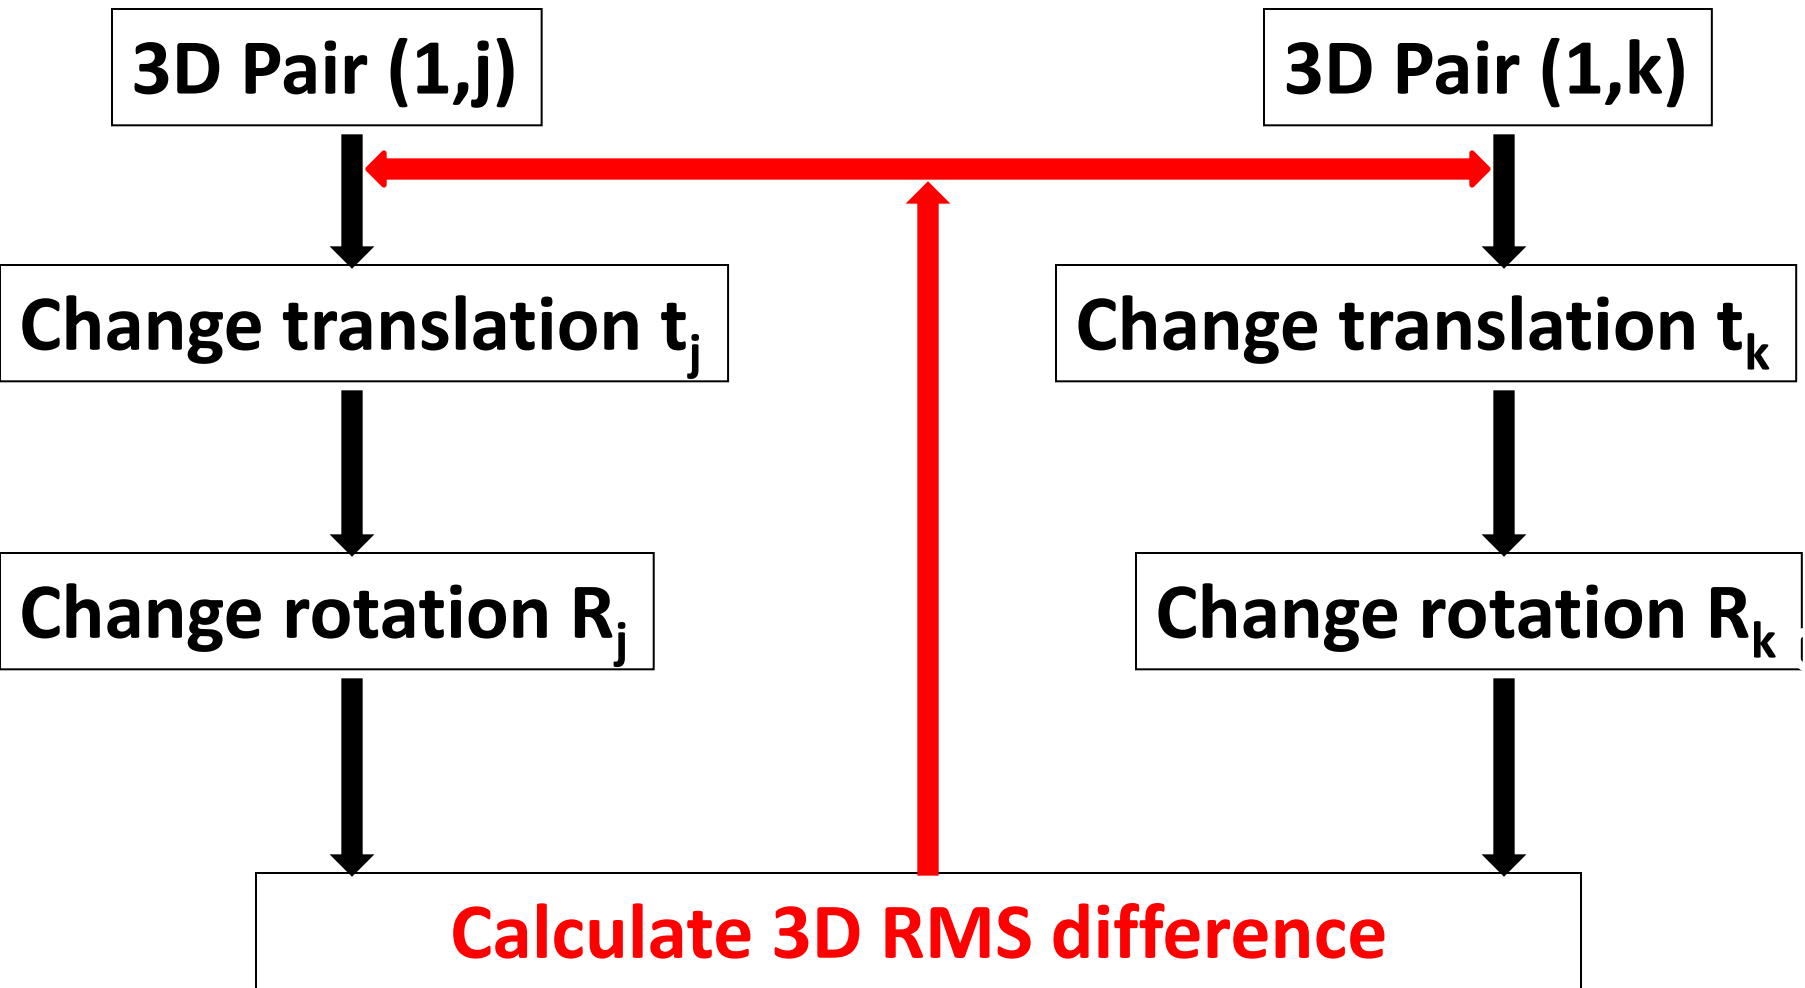 3D Pair (1,j)
3D Pair (1,k)
Change translation tj
Change translation tk
Change rotation Rj
Change rotation Rk
Calculate 3D RMS difference